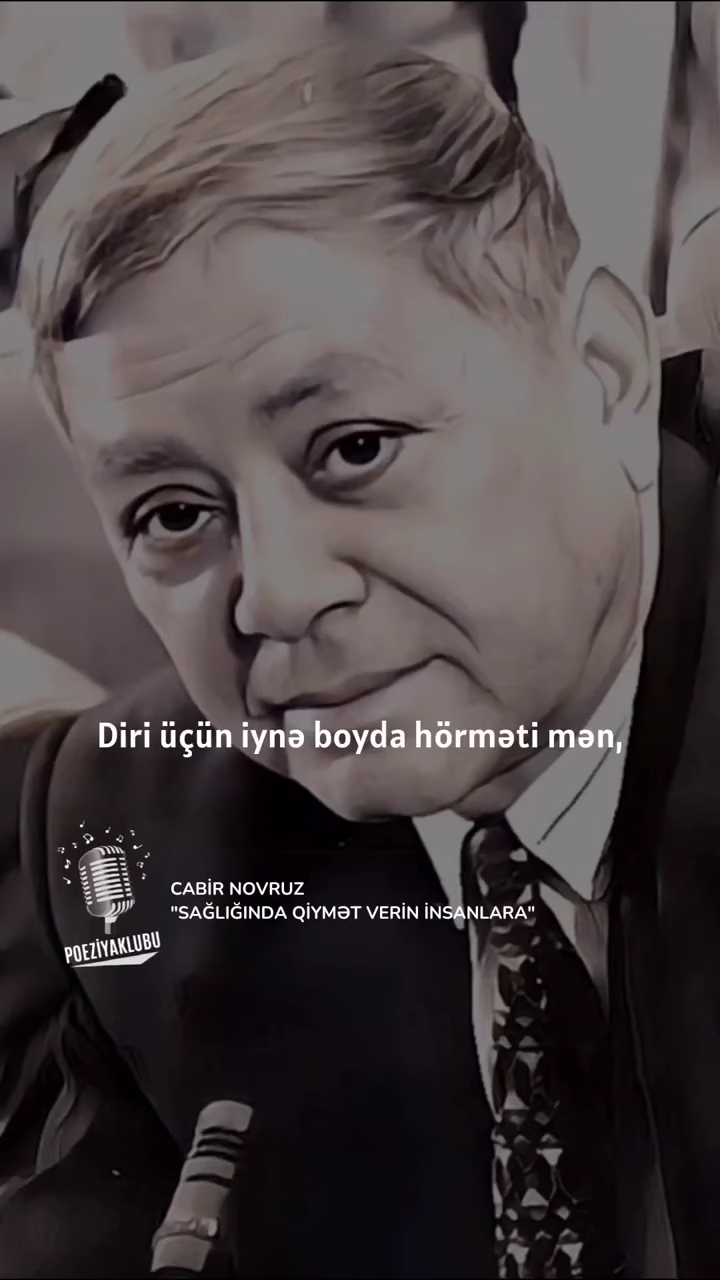 Diri üçün iynə boyda hörməti mən,
CABİR NOVRUZ
"SAĞLIĞINDA QİYMƏT VERİN İNSANLARA"
POEZİYAKLUBU